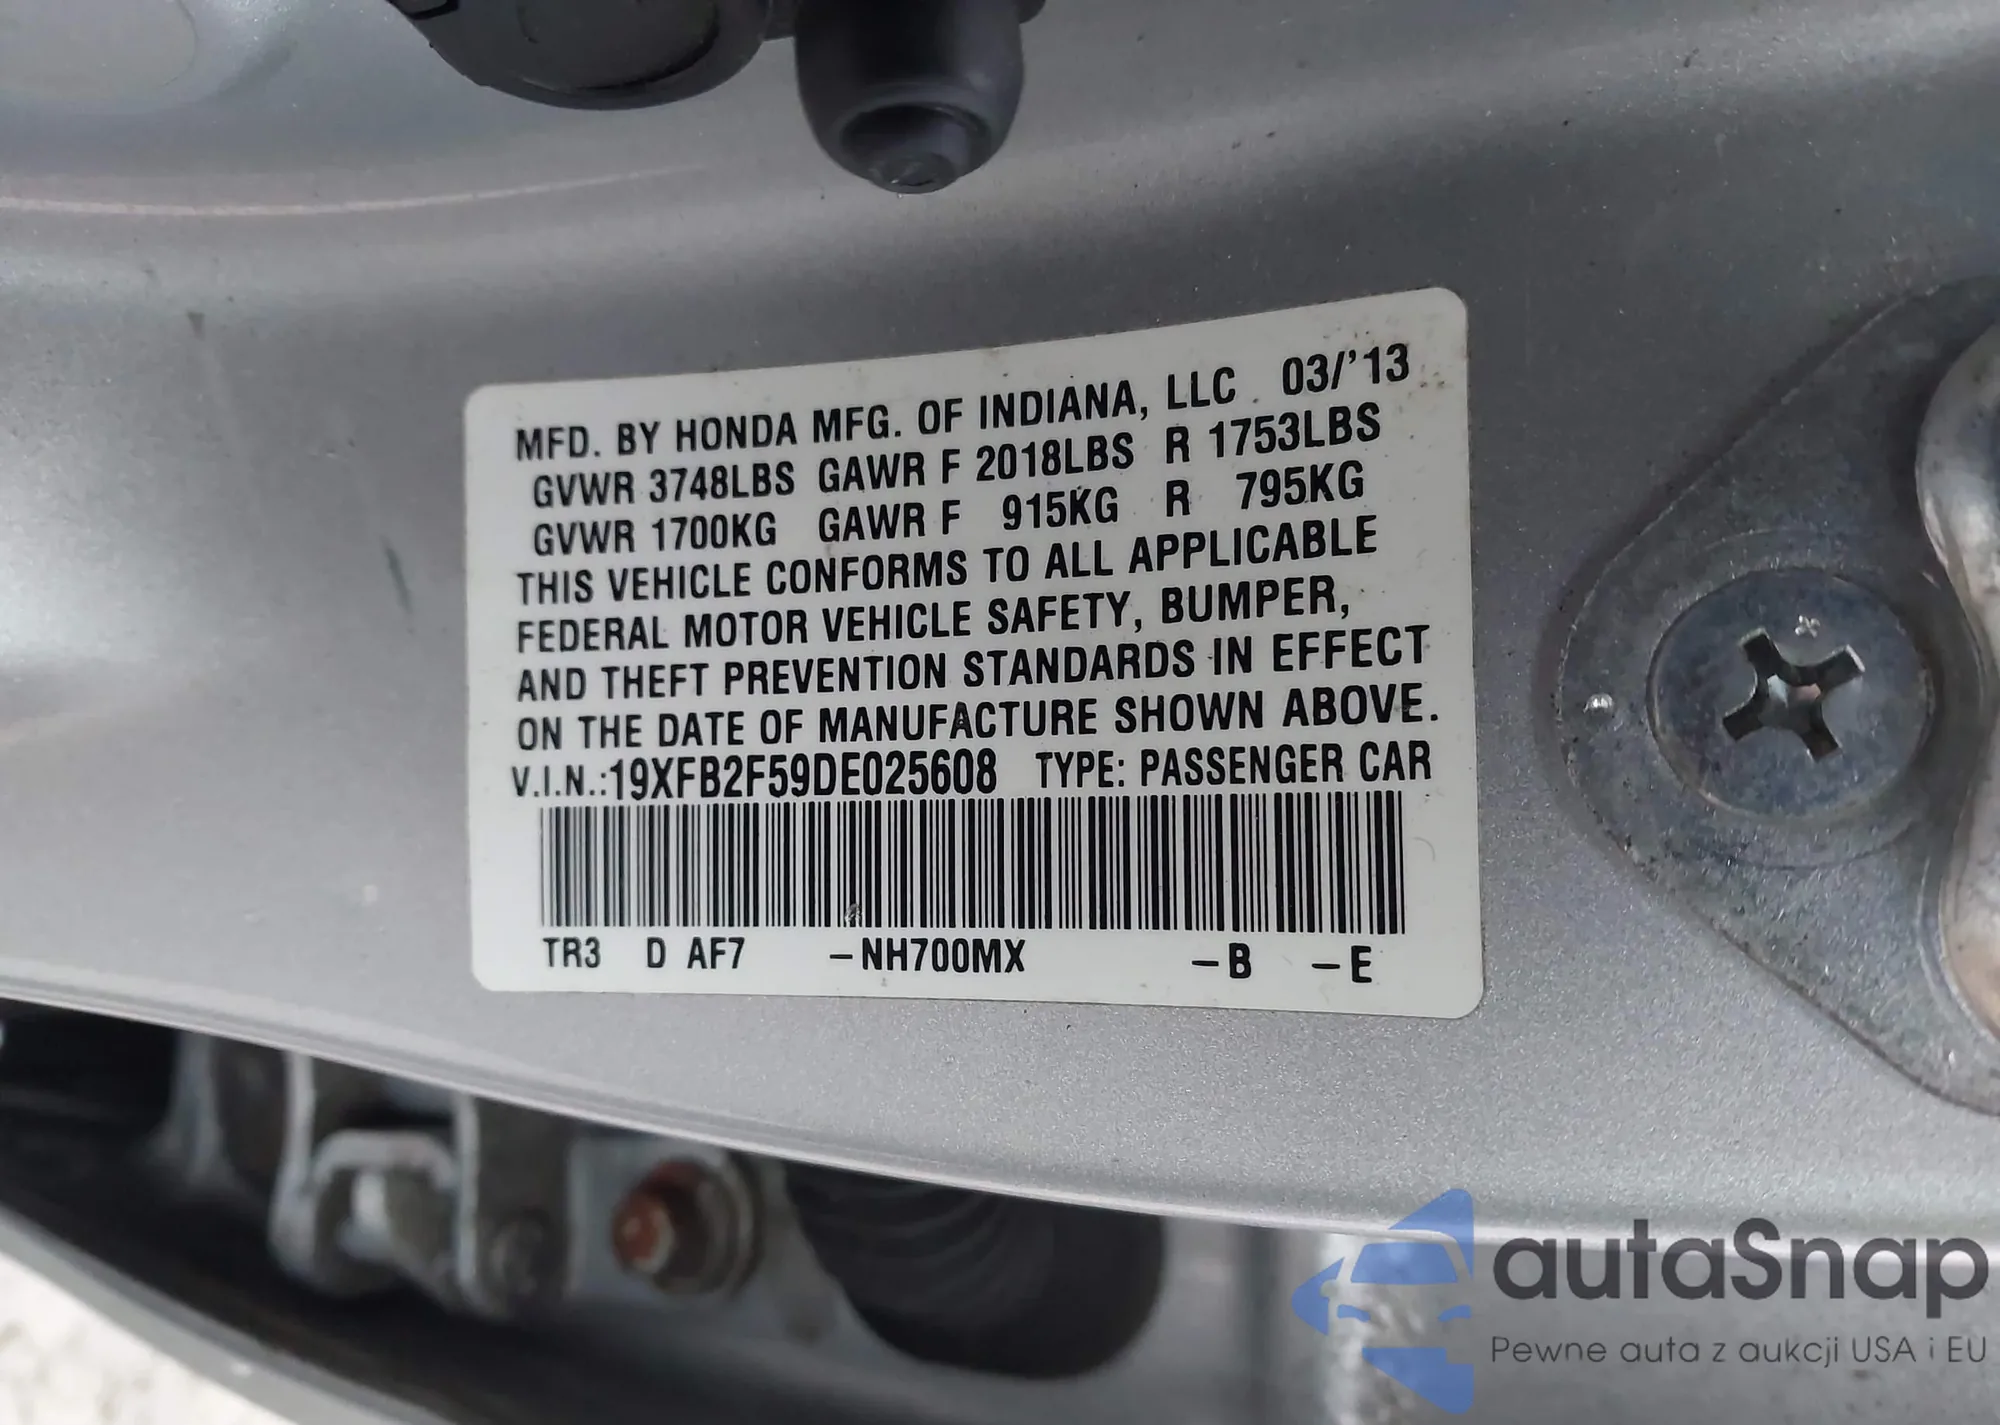 MFD. BY HONDA MFG. OF INDIANA, LLC. 03/'13
GVWR 3748LBS GAWR F 2018LBS R 1753LBS
GVWR 1700KG GAWR F 915KG R 795KG
THIS VEHICLE CONFORMS TO ALL APPLICABLE
FEDERAL MOTOR VEHICLE SAFETY, BUMPER,
AND THEFT PREVENTION STANDARDS IN EFFECT
ON THE DATE OF MANUFACTURE SHOWN ABOVE.
V.I.N.:19XFB2F59DE025608 TYPE: PASSENGER CAR
TR3 D AF7 –NH700MX –B –E
autaSnap
Pewne auta z aukcji USA i EU